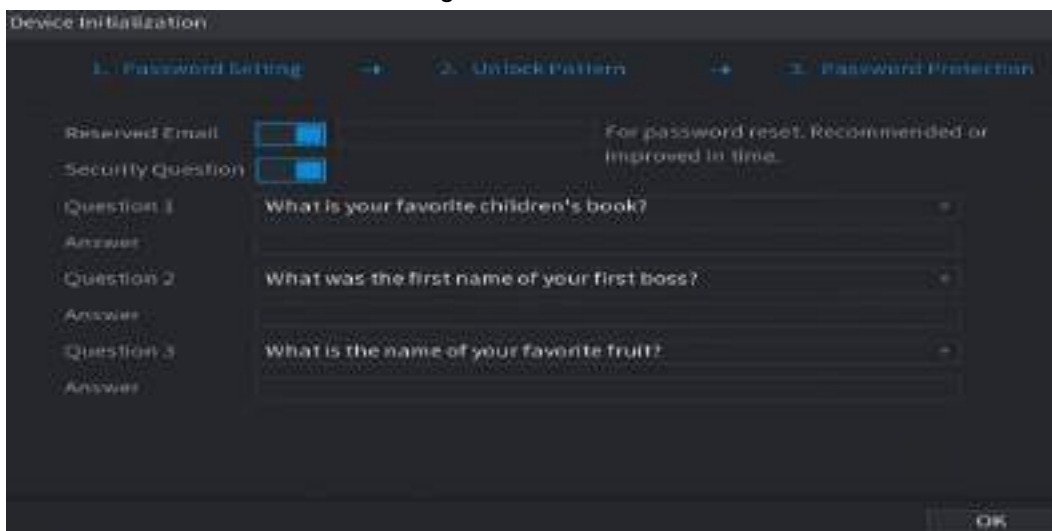 Device Initialization
1. Password Setting → 2. Unlock Pattern → 3. Password Protection
Reserved Email For password reset. Recommended or
improved in time.
Security Question
Question 1 What is your favorite children's book?
Answer
Question 2 What was the first name of your first boss?
Answer
Question 3 What is the name of your favorite fruit?
Answer
OK